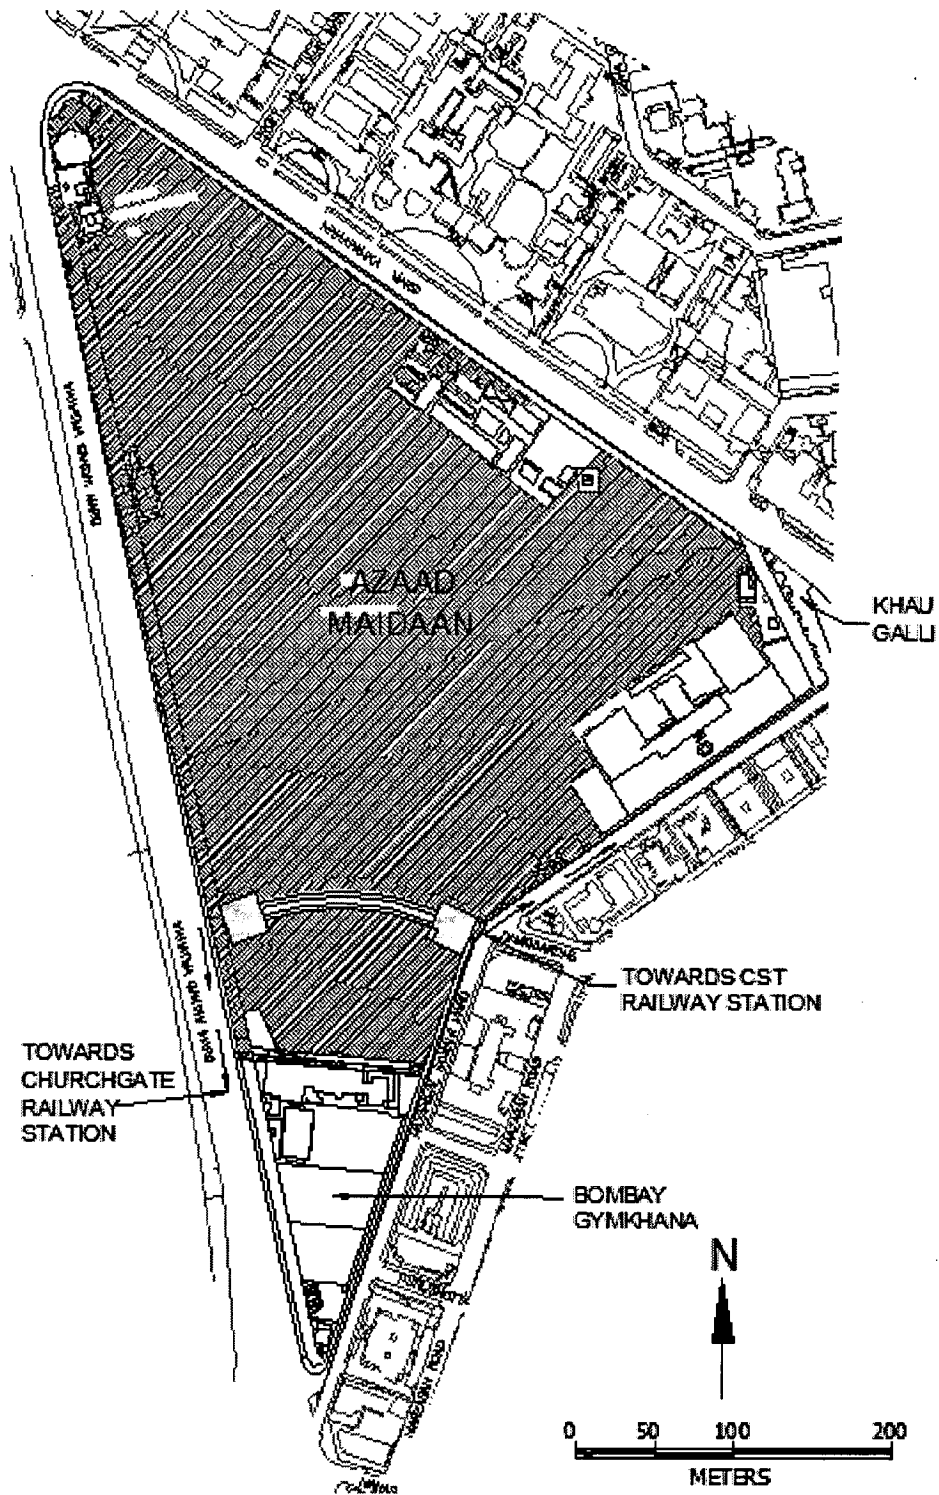 AZAAD
MAIDAAN
KHAU
GALLI
TOWARDS CST
RAILWAY STATION
TOWARDS
CHURCHGATE
RAILWAY
STATION
BOMBAY
GYMKHANA
N
0 50 100 200
METERS